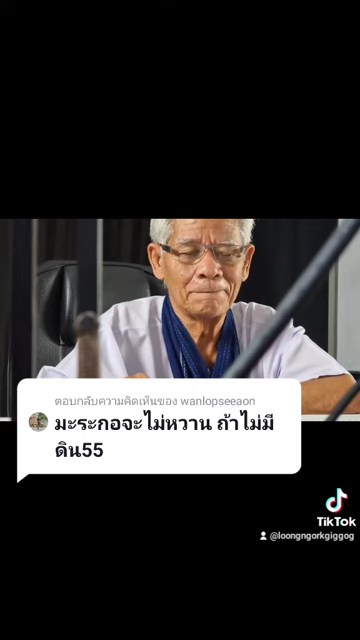 ตอบกลับความคิดเห็นของ wanlopseeaon
มะระกอจะไม่หวาน ถ้าไม่มี
ดิน55
TikTok
@loongngorkgiggog